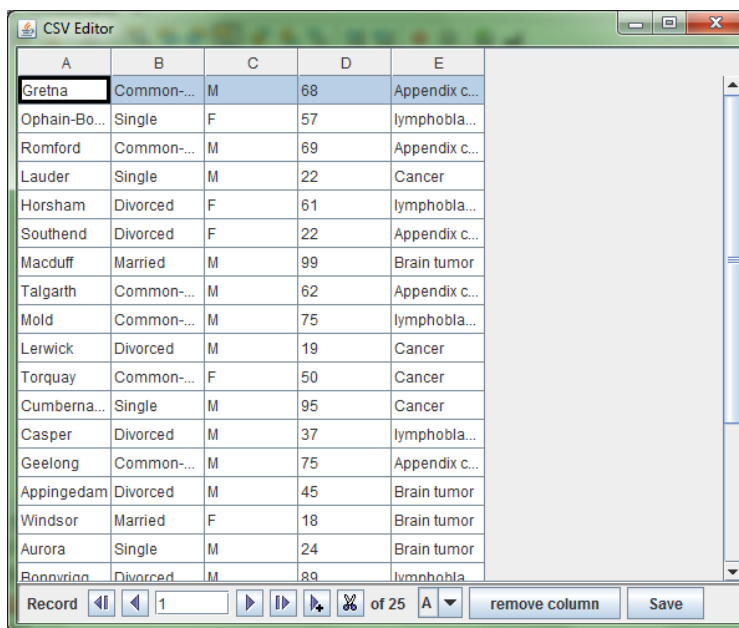 CSV Editor
A B C D E
Gretna Common-... M 68 Appendix c...
Ophain-Bo... Single F 57 lymphobla...
Romford Common-... M 69 Appendix c...
Lauder Single M 22 Cancer
Horsham Divorced F 61 lymphobla...
Southend Divorced F 22 Appendix c...
Macduff Married M 99 Brain tumor
Talgarth Common-... M 62 Appendix c...
Mold Common-... M 75 lymphobla...
Lerwick Divorced M 19 Cancer
Torquay Common-... F 50 Cancer
Cumberna... Single M 95 Cancer
Casper Divorced M 37 lymphobla...
Geelong Common-... M 75 Appendix c...
Appingedam Divorced M 45 Brain tumor
Windsor Married F 18 Brain tumor
Aurora Single M 24 Brain tumor
Bonnyrigg Divorced M 89 lymphobla
Record 1 of 25 A remove column Save